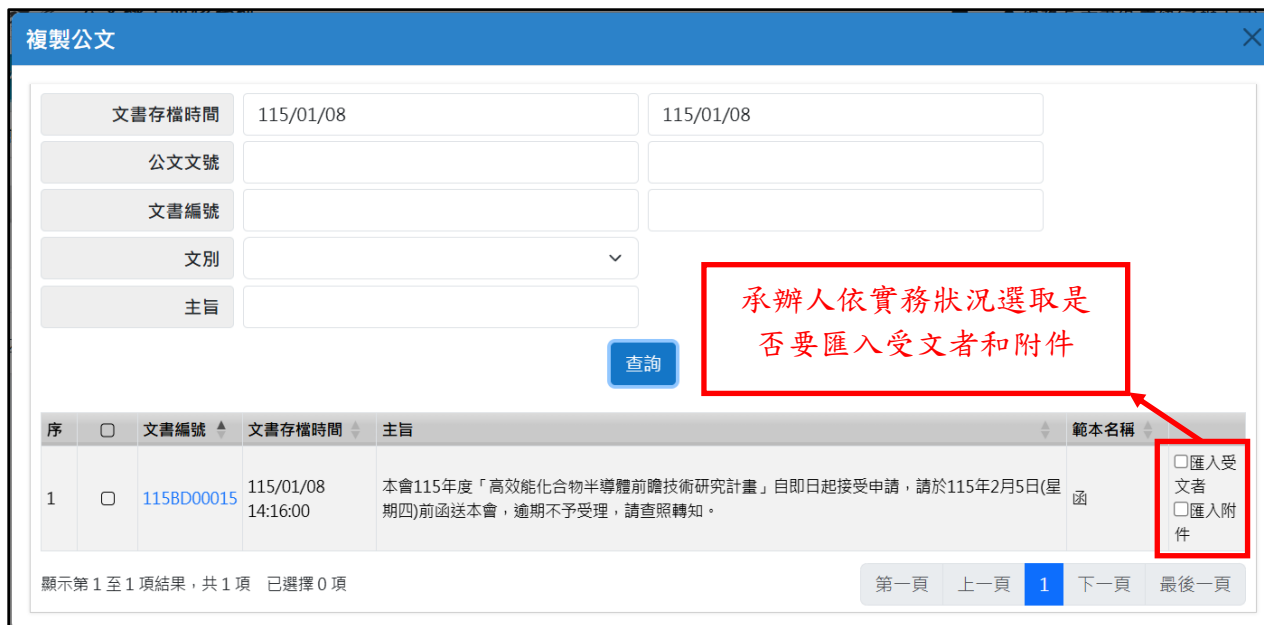 複製公文
文書存檔時間 115/01/08 115/01/08
公文文號
文書編號
文別
主旨
承辦人依實務狀況選取是
否要匯入受文者和附件
查詢
序 文書編號 文書存檔時間 主旨 範本名稱
1 115BD00015 115/01/08
14:16:00
本會115年度「高效能化合物半導體前瞻技術研究計畫」自即日起接受申請，請於115年2月5日(星
期四)前函送本會，逾期不予受理，請查照轉知。
函
匯入受
文者
匯入附
件
顯示第 1 至 1 項結果，共 1 項 已選擇 0 項
第一頁 上一頁 1 下一頁 最後一頁